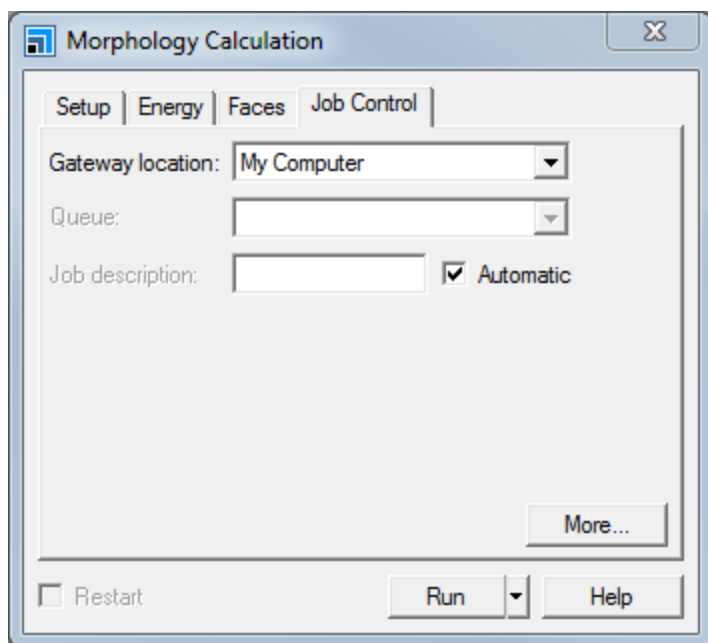 Morphology Calculation
Setup Energy Faces Job Control
Gateway location: My Computer
Queue:
Job description: Automatic
More...
Restart Run Help